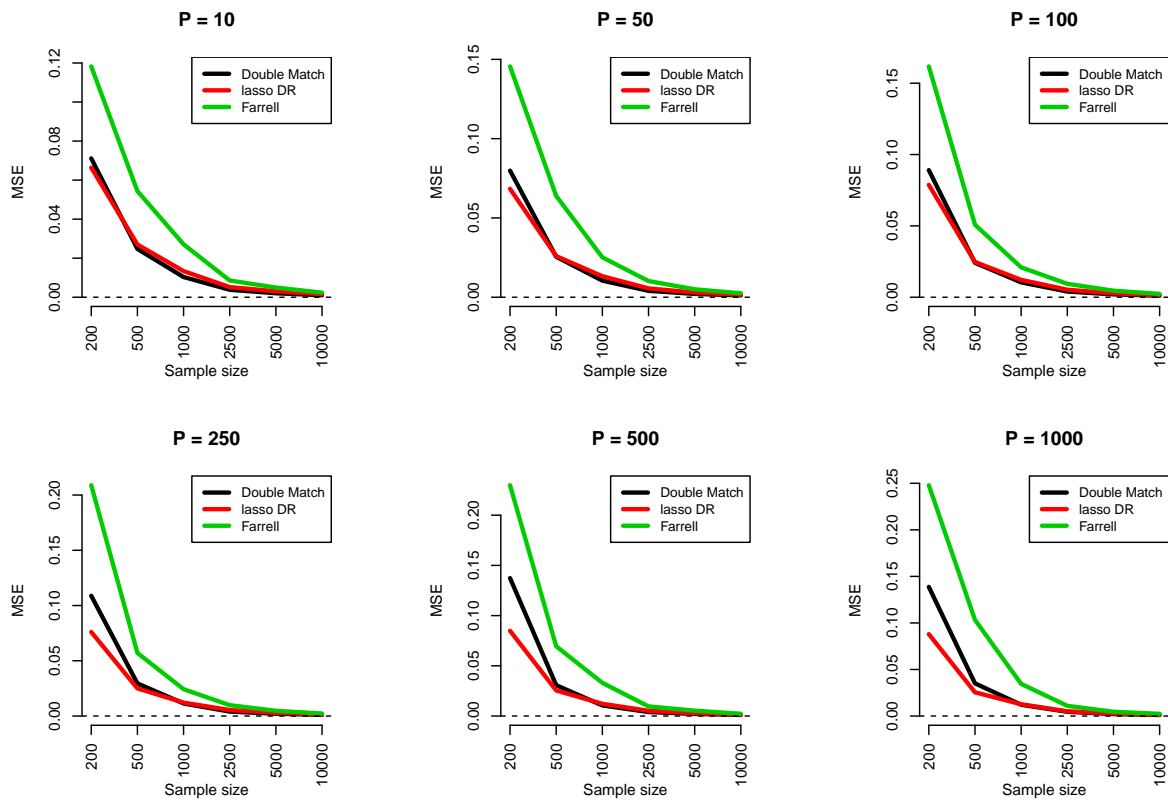 P = 10
MSE
0.00
0.04
0.08
0.12
Double Match
lasso DR
Farrell
200
500
1000
2500
5000
10000
Sample size
P = 50
MSE
0.00
0.05
0.10
0.15
Double Match
lasso DR
Farrell
200
500
1000
2500
5000
10000
Sample size
P = 100
MSE
0.00
0.05
0.10
0.15
Double Match
lasso DR
Farrell
200
500
1000
2500
5000
10000
Sample size
P = 250
MSE
0.00
0.05
0.10
0.15
0.20
Double Match
lasso DR
Farrell
200
500
1000
2500
5000
10000
Sample size
P = 500
MSE
0.00
0.05
0.10
0.15
0.20
Double Match
lasso DR
Farrell
200
500
1000
2500
5000
10000
Sample size
P = 1000
MSE
0.00
0.05
0.10
0.15
0.20
0.25
Double Match
lasso DR
Farrell
200
500
1000
2500
5000
10000
Sample size